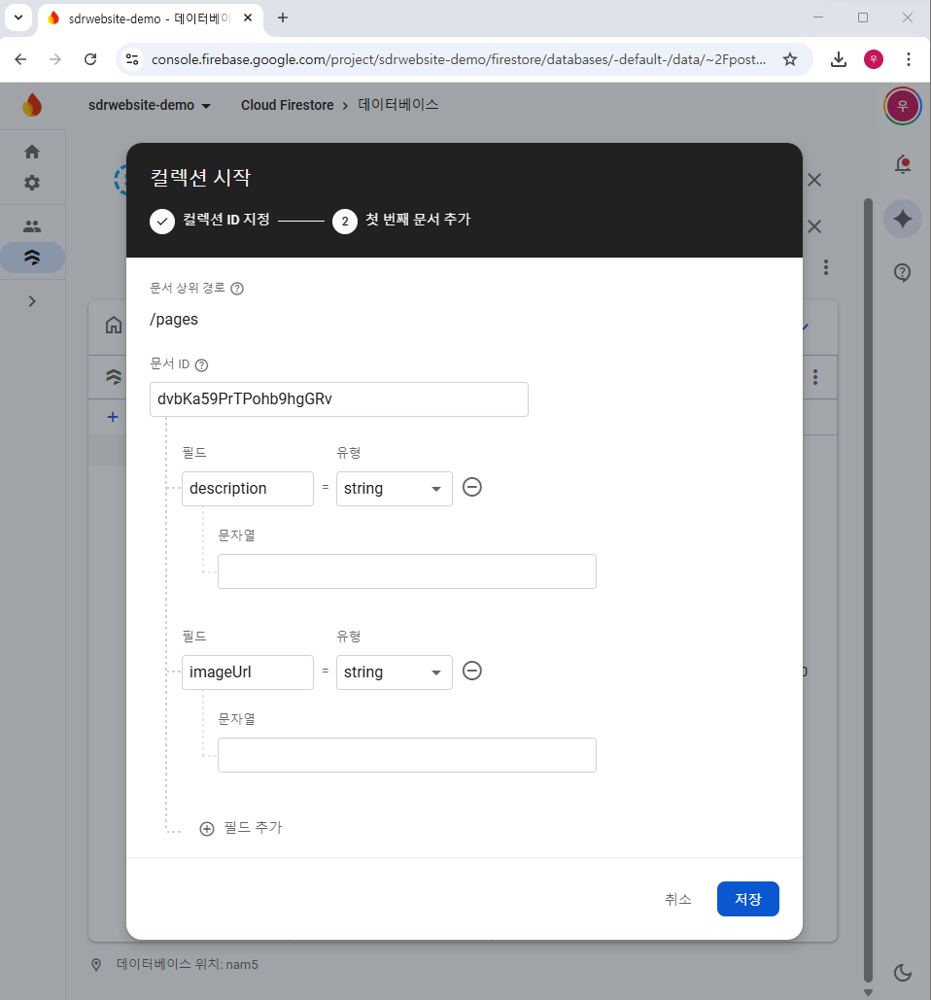 sdrwebsite-demo - 데이터베이
console.firebase.google.com/project/sdrwebsite-demo/firestore/databases/-default-/data/~2Fpost...
우
sdrwebsite-demo
Cloud Firestore > 데이터베이스
우
컬렉션 시작
컬렉션 ID 지정
2 첫 번째 문서 추가
문서 상위 경로
/pages
문서 ID
dvbKa59PrTPohb9hgGRv
필드 유형
description = string
문자열
필드 유형
imageUrl = string
문자열
필드 추가
취소 저장
데이터베이스 위치: nam5